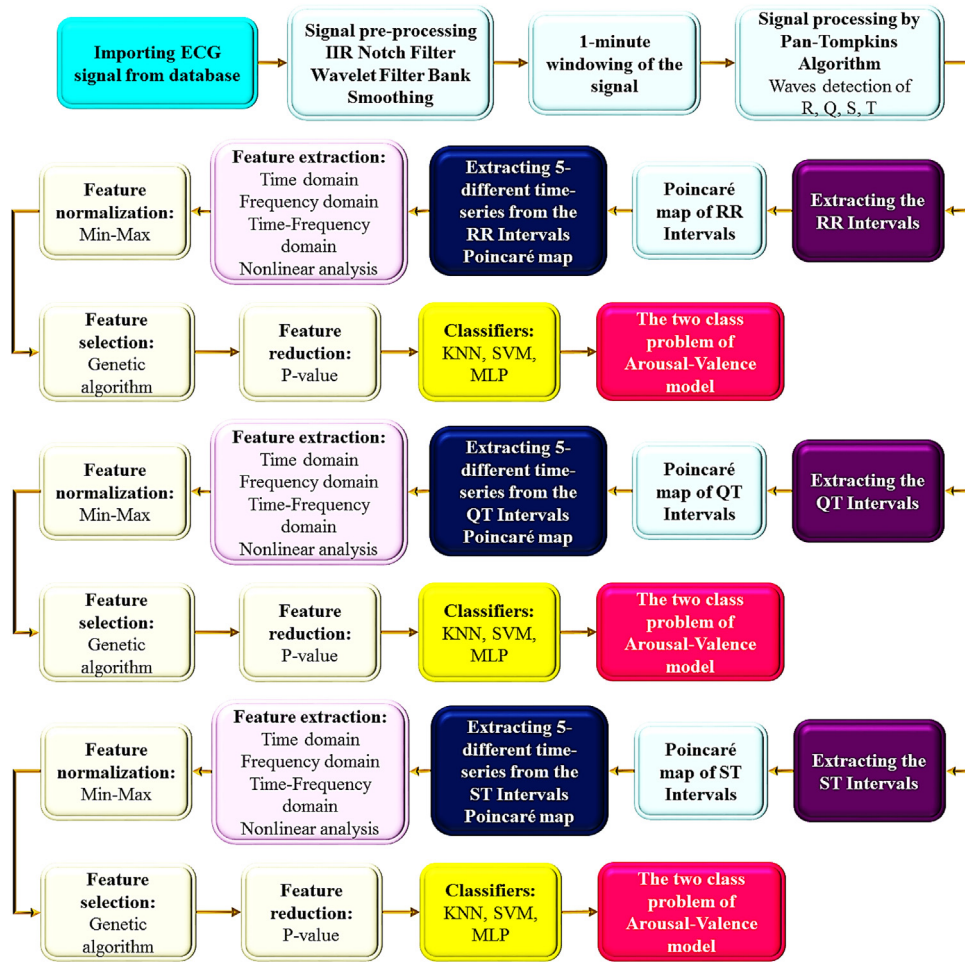 Importing ECG
signal from database
Signal pre-processing
IIR Notch Filter
Wavelet Filter Bank
Smoothing
1-minute
windowing of the
signal
Signal processing by
Pan-Tompkins
Algorithm
Waves detection of
R, Q, S, T
Extracting the
RR Intervals
Poincaré
map of RR
Intervals
Extracting 5-
different time-
series from the
RR Intervals
Poincaré map
Feature extraction:
Time domain
Frequency domain
Time-Frequency
domain
Nonlinear analysis
Feature
normalization:
Min-Max
Feature
selection:
Genetic
algorithm
Feature
reduction:
P-value
Classifiers:
KNN, SVM,
MLP
The two class
problem of
Arousal-Valence
model
Extracting the
QT Intervals
Poincaré
map of QT
Intervals
Extracting 5-
different time-
series from the
QT Intervals
Poincaré map
Feature extraction:
Time domain
Frequency domain
Time-Frequency
domain
Nonlinear analysis
Feature
normalization:
Min-Max
Feature
selection:
Genetic
algorithm
Feature
reduction:
P-value
Classifiers:
KNN, SVM,
MLP
The two class
problem of
Arousal-Valence
model
Extracting the
ST Intervals
Poincaré
map of ST
Intervals
Extracting 5-
different time-
series from the
ST Intervals
Poincaré map
Feature extraction:
Time domain
Frequency domain
Time-Frequency
domain
Nonlinear analysis
Feature
normalization:
Min-Max
Feature
selection:
Genetic
algorithm
Feature
reduction:
P-value
Classifiers:
KNN, SVM,
MLP
The two class
problem of
Arousal-Valence
model